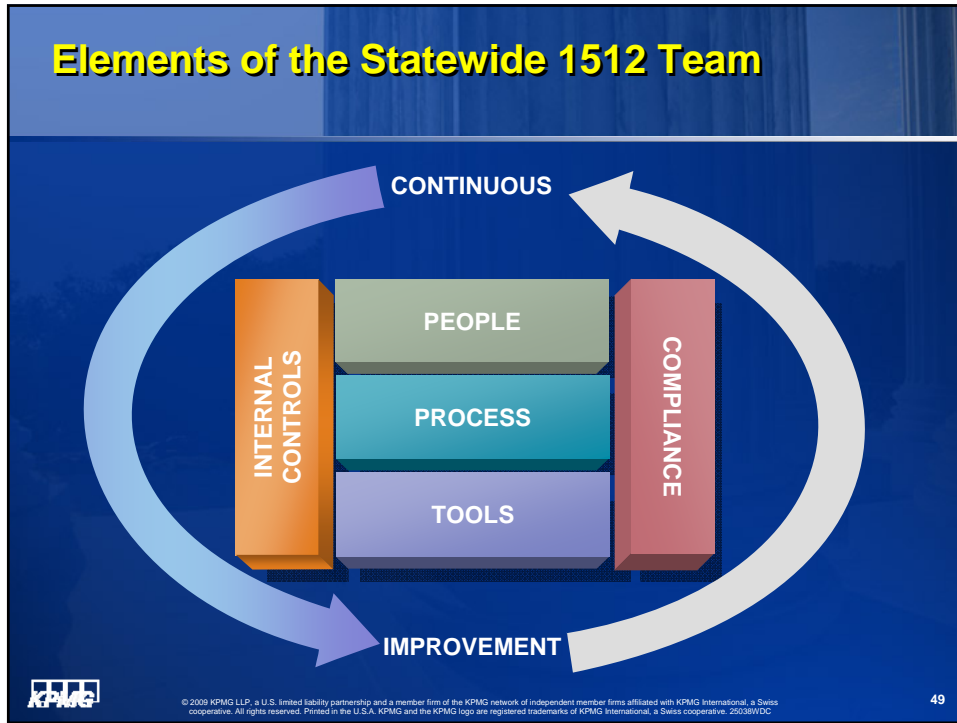 Elements of the Statewide 1512 Team
CONTINUOUS
INTERNAL
CONTROLS
PEOPLE
PROCESS
TOOLS
COMPLIANCE
IMPROVEMENT
KPMG
© 2009 KPMG LLP, a U.S. limited liability partnership and a member firm of the KPMG network of independent member firms affiliated with KPMG International, a Swiss
cooperative. All rights reserved. Printed in the U.S.A. KPMG and the KPMG logo are registered trademarks of KPMG International, a Swiss cooperative. 25038WDC
49